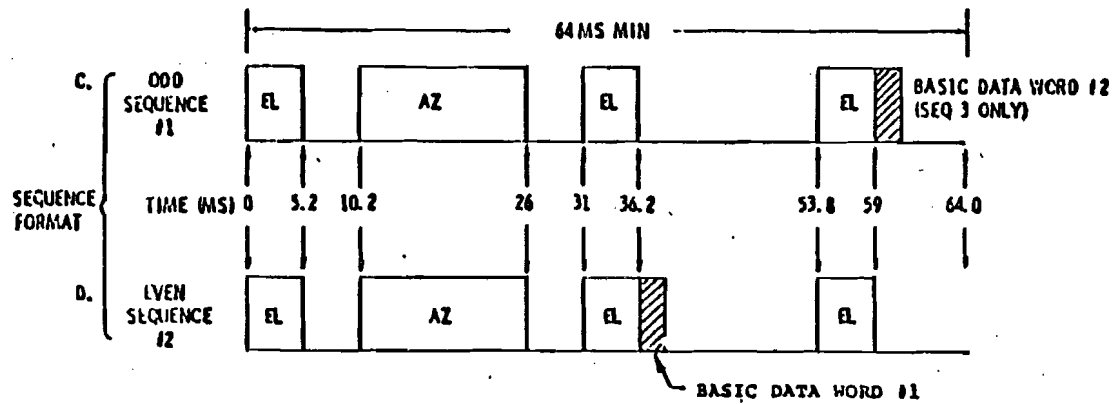 64 MS MIN
C. ODD SEQUENCE #1
EL
AZ
EL
EL
BASIC DATA WORD #2
(SEQ 3 ONLY)
SEQUENCE FORMAT
TIME (MS) 0 5.2 10.2 26 31 36.2 53.8 59 64.0
D. EVEN SEQUENCE #2
EL
AZ
EL
EL
BASIC DATA WORD #1